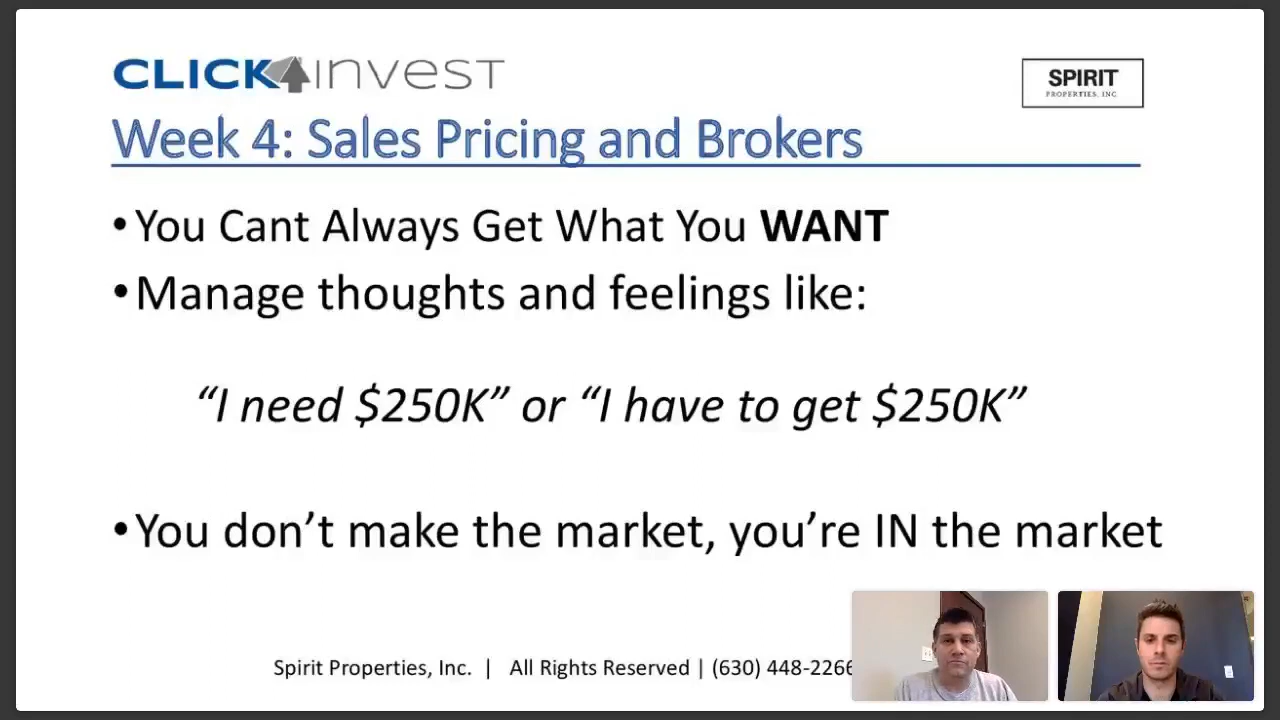 CLICK4INVEST
SPIRIT
PROPERTIES, INC.
Week 4: Sales Pricing and Brokers
•You Cant Always Get What You WANT
•Manage thoughts and feelings like:
“I need $250K” or “I have to get $250K”
•You don’t make the market, you’re IN the market
Spirit Properties, Inc. | All Rights Reserved | (630) 448-2266